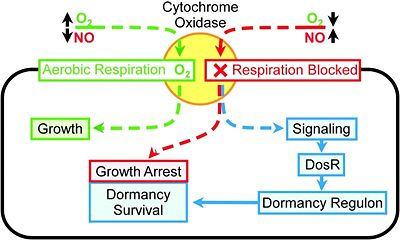 Cytochrome
Oxidase
O₂
NO
O₂
NO
Aerobic Respiration O₂
Respiration Blocked
Growth
Signaling
DosR
Growth Arrest
Dormancy
Survival
Dormancy Regulon